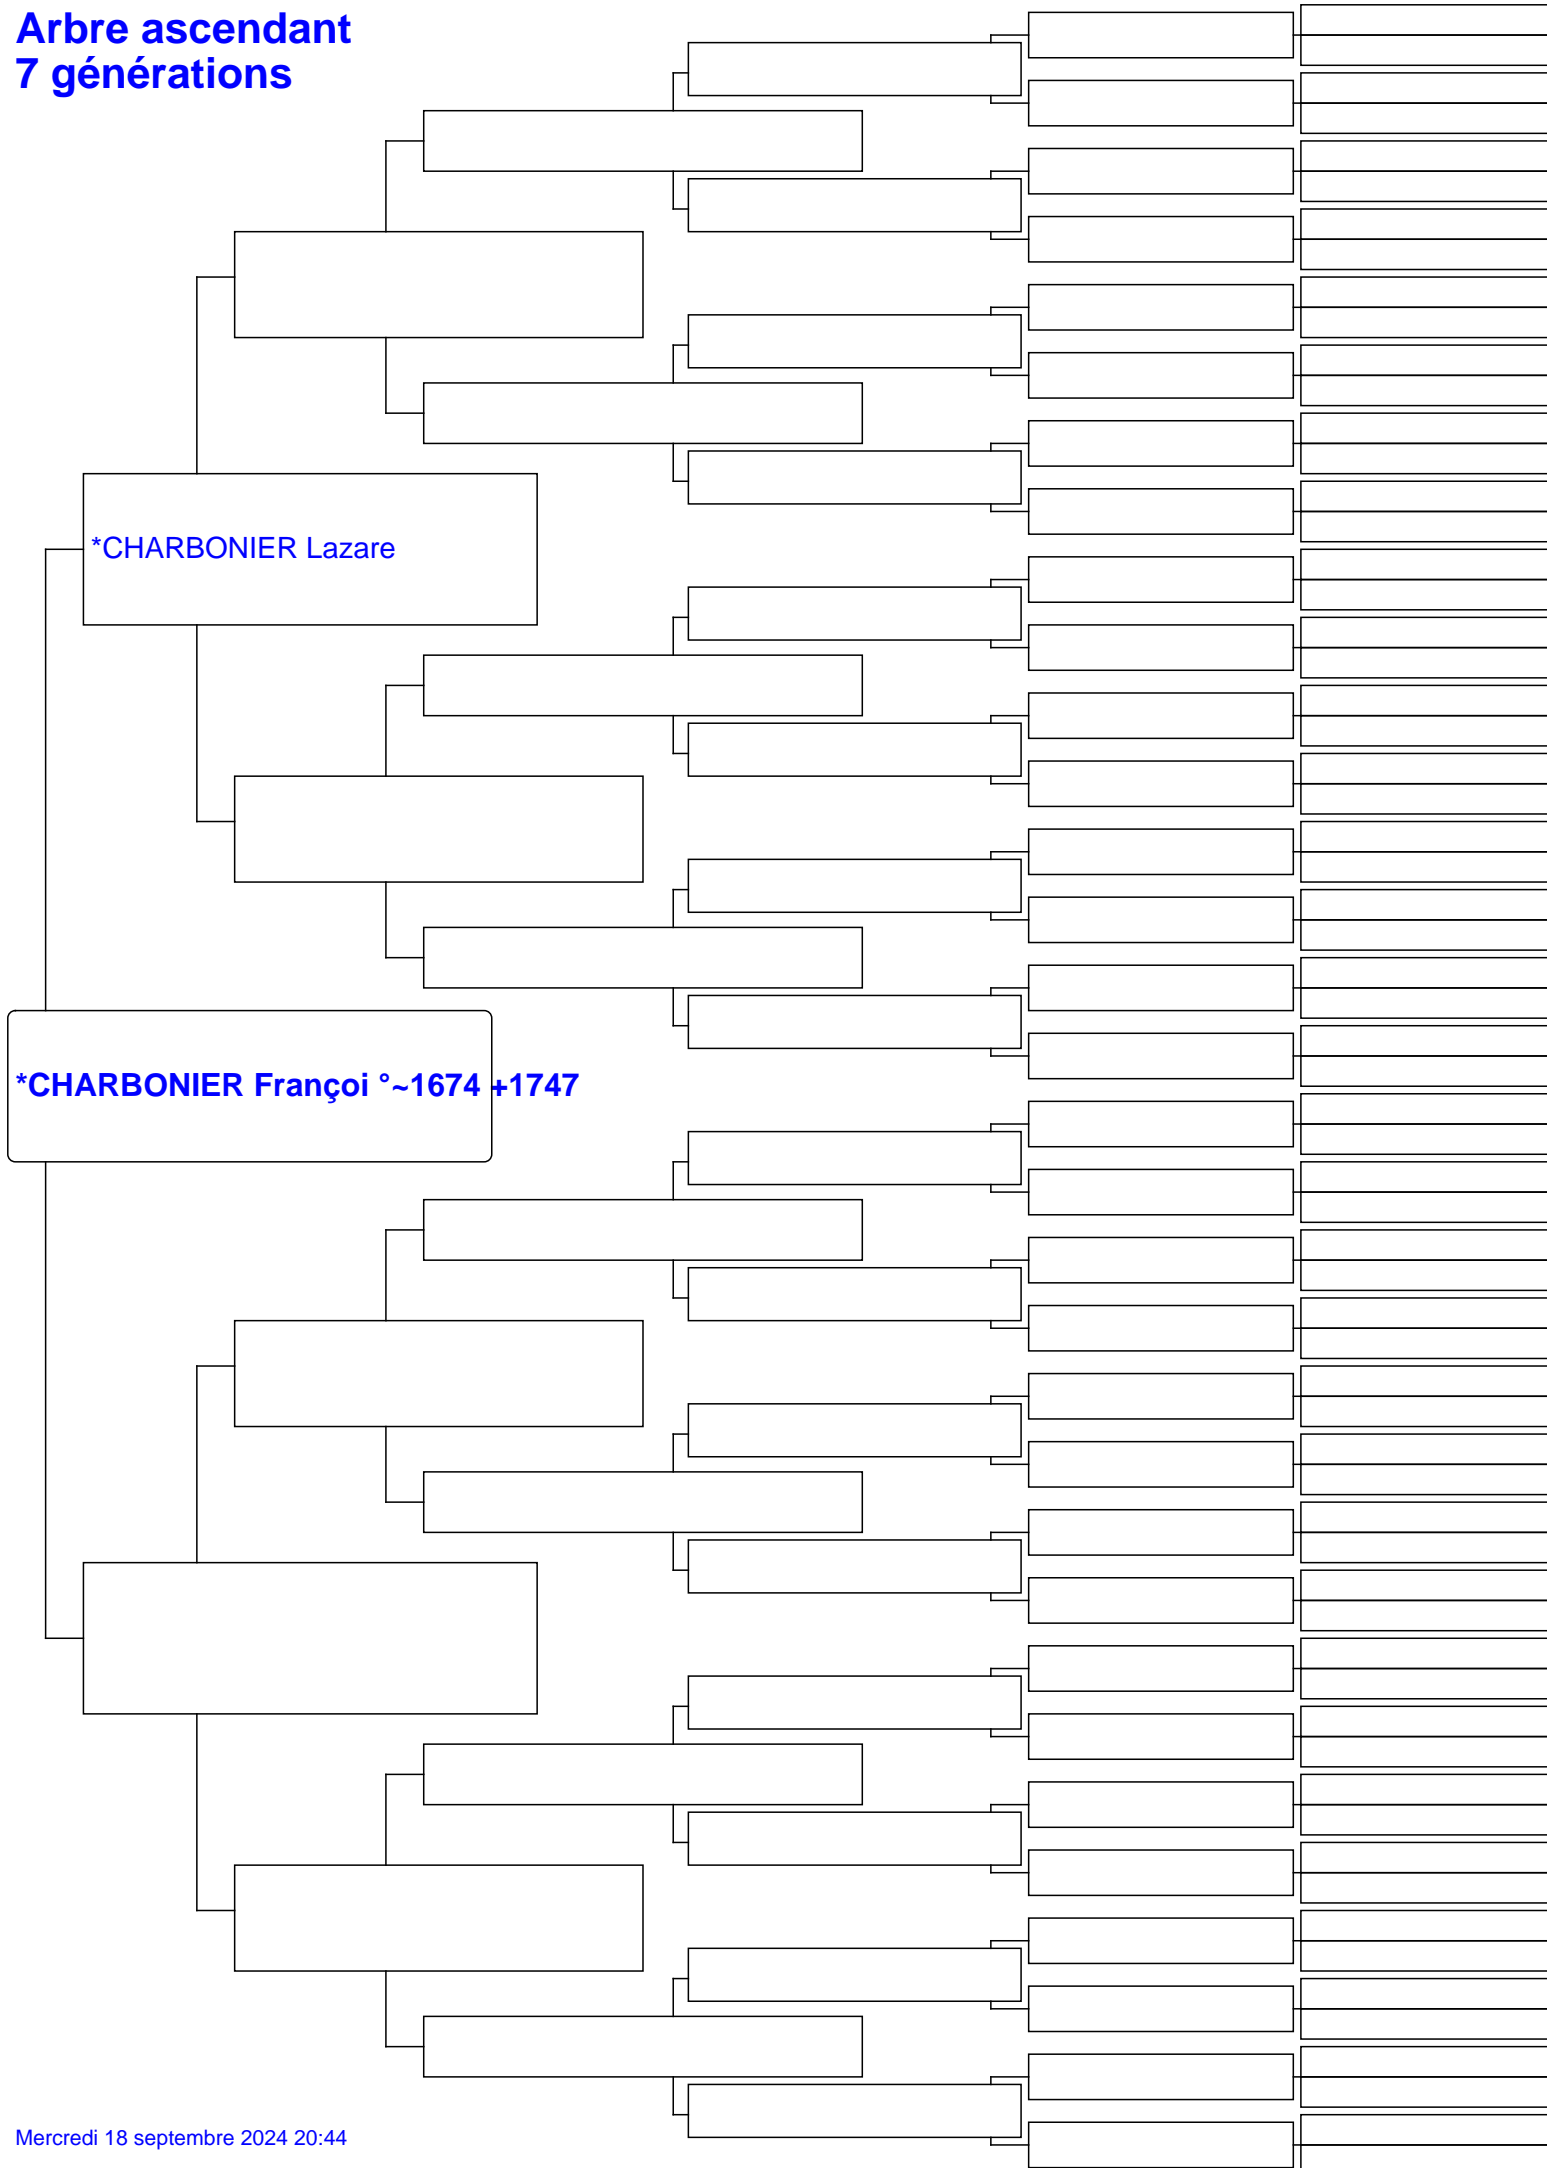 Arbre ascendant
7 générations
*CHARBONIER Lazare
*CHARBONIER Françoi °~1674 +1747
Mercredi 18 septembre 2024 20:44